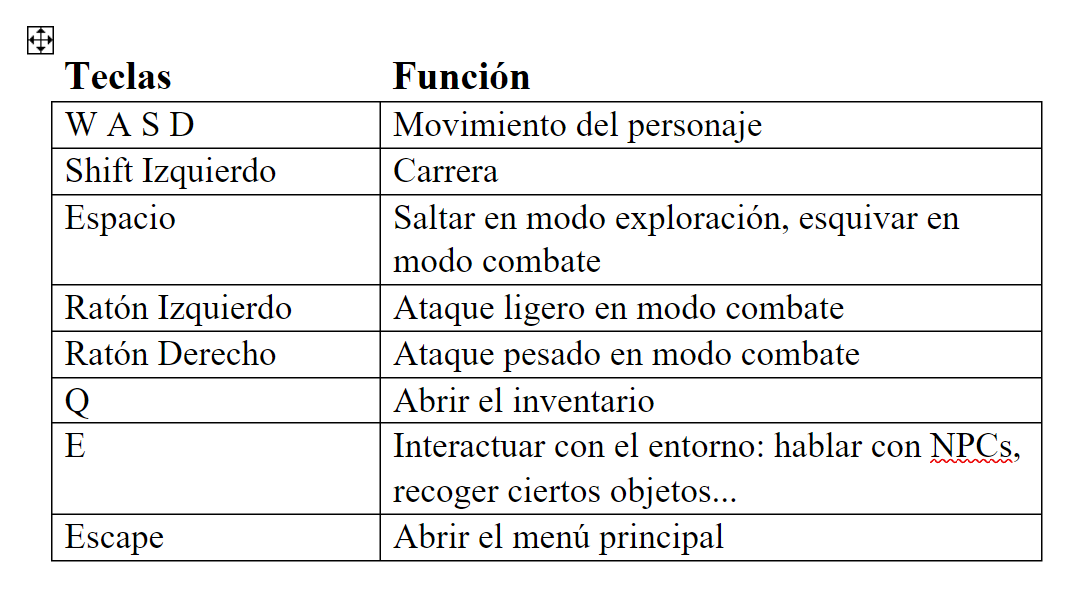 Teclas Función
W A S D Movimiento del personaje
Shift Izquierdo Carrera
Espacio Saltar en modo exploración, esquivar en
modo combate
Ratón Izquierdo Ataque ligero en modo combate
Ratón Derecho Ataque pesado en modo combate
Q Abrir el inventario
E Interactuar con el entorno: hablar con NPCs,
recoger ciertos objetos...
Escape Abrir el menú principal